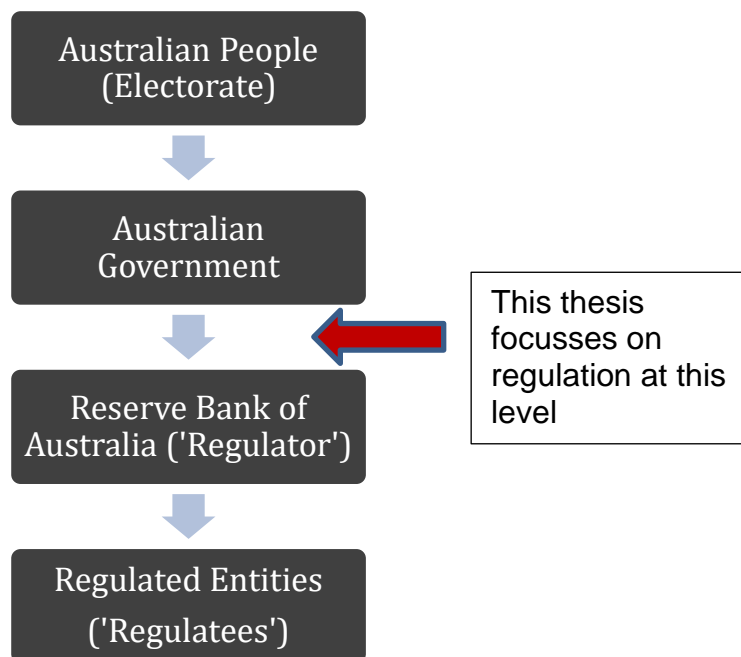 Australian People
(Electorate)
Australian
Government
This thesis
focusses on
regulation at this
level
Reserve Bank of
Australia ('Regulator')
Regulated Entities
('Regulatees')